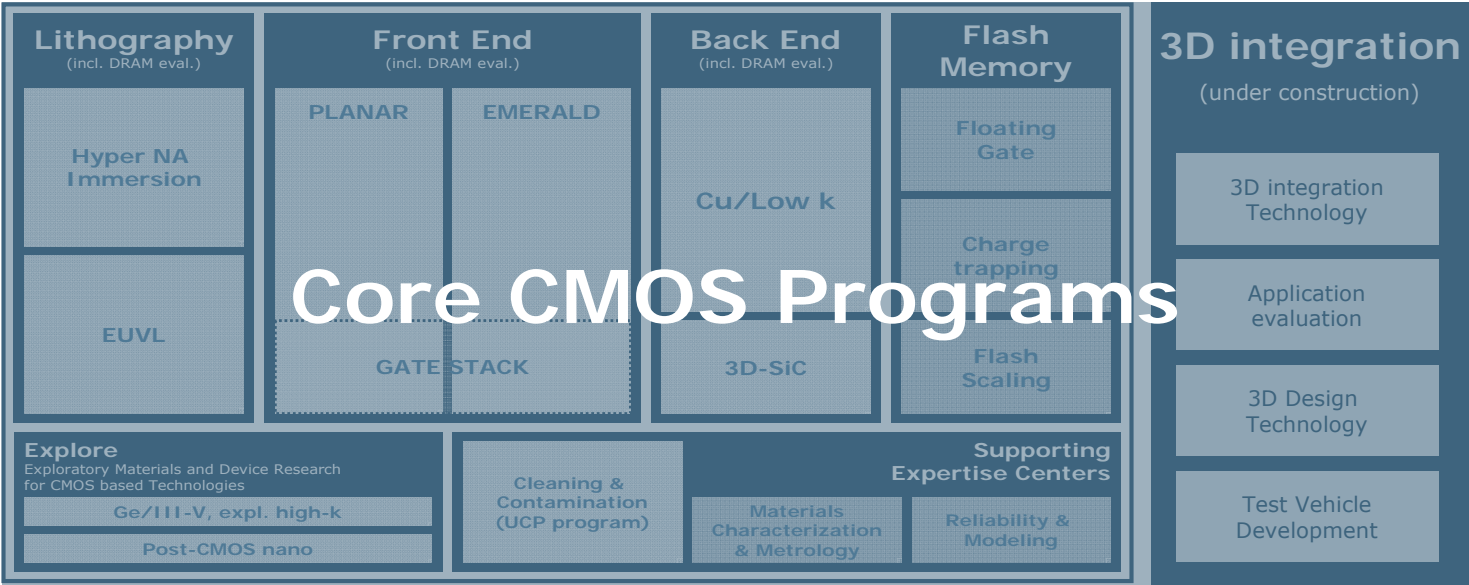 Lithography
(incl. DRAM eval.)
Hyper NA
Immersion
EUVL
Front End
(incl. DRAM eval.)
PLANAR
EMERALD
GATE STACK
Back End
(incl. DRAM eval.)
Cu/Low k
3D-SiC
Flash
Memory
Floating
Gate
Charge
trapping
Flash
Scaling
Core CMOS Programs
Explore
Exploratory Materials and Device Research
for CMOS based Technologies
Ge/III-V, expl. high-k
Post-CMOS nano
Supporting
Expertise Centers
Cleaning &
Contamination
(UCP program)
Materials
Characterization
& Metrology
Reliability &
Modeling
3D integration
(under construction)
3D integration
Technology
Application
evaluation
3D Design
Technology
Test Vehicle
Development